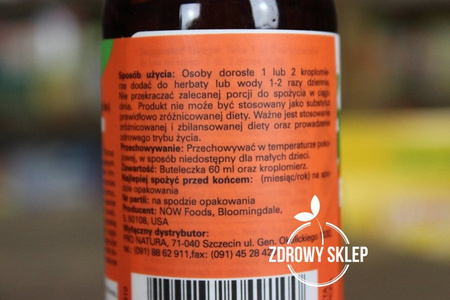 Sposób użycia: Osoby dorosłe 1 lub 2 kroplomie-
rze dodać do herbaty lub wody 1-2 razy dziennie.
Nie przekraczać zalecanej porcji do spożycia w ciągu
dnia. Produkt nie może być stosowany jako substytut
prawidłowo zróżnicowanej diety. Ważne jest stosowanie
zróżnicowanej i zbilansowanej diety oraz prowadzenie
zdrowego trybu życia.
Przechowywanie: Przechowywać w temperaturze poko-
jowej, w sposób niedostępny dla małych dzieci.
Zawartość: Buteleczka 60 ml oraz kroplomierz.
Najlepiej spożyć przed końcem: (miesiąc/rok) na spodzie
opakowania
Nr partii: na spodzie opakowania
Producent: NOW Foods, Bloomingdale,
IL 60108, USA
Wyłączny dystrybutor:
PRO NATURA, 71-040 Szczecin ul. Gen.
tel. (091) 88 62 911, fax: (091) 45 28
ZDROWY SKLEP